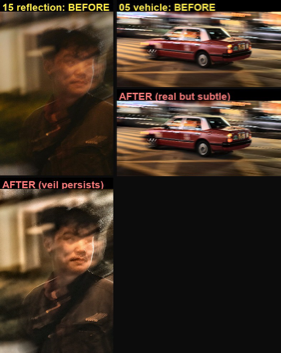 15 reflection: BEFORE
05 vehicle: BEFORE
AFTER (real but subtle)
AFTER (veil persists)